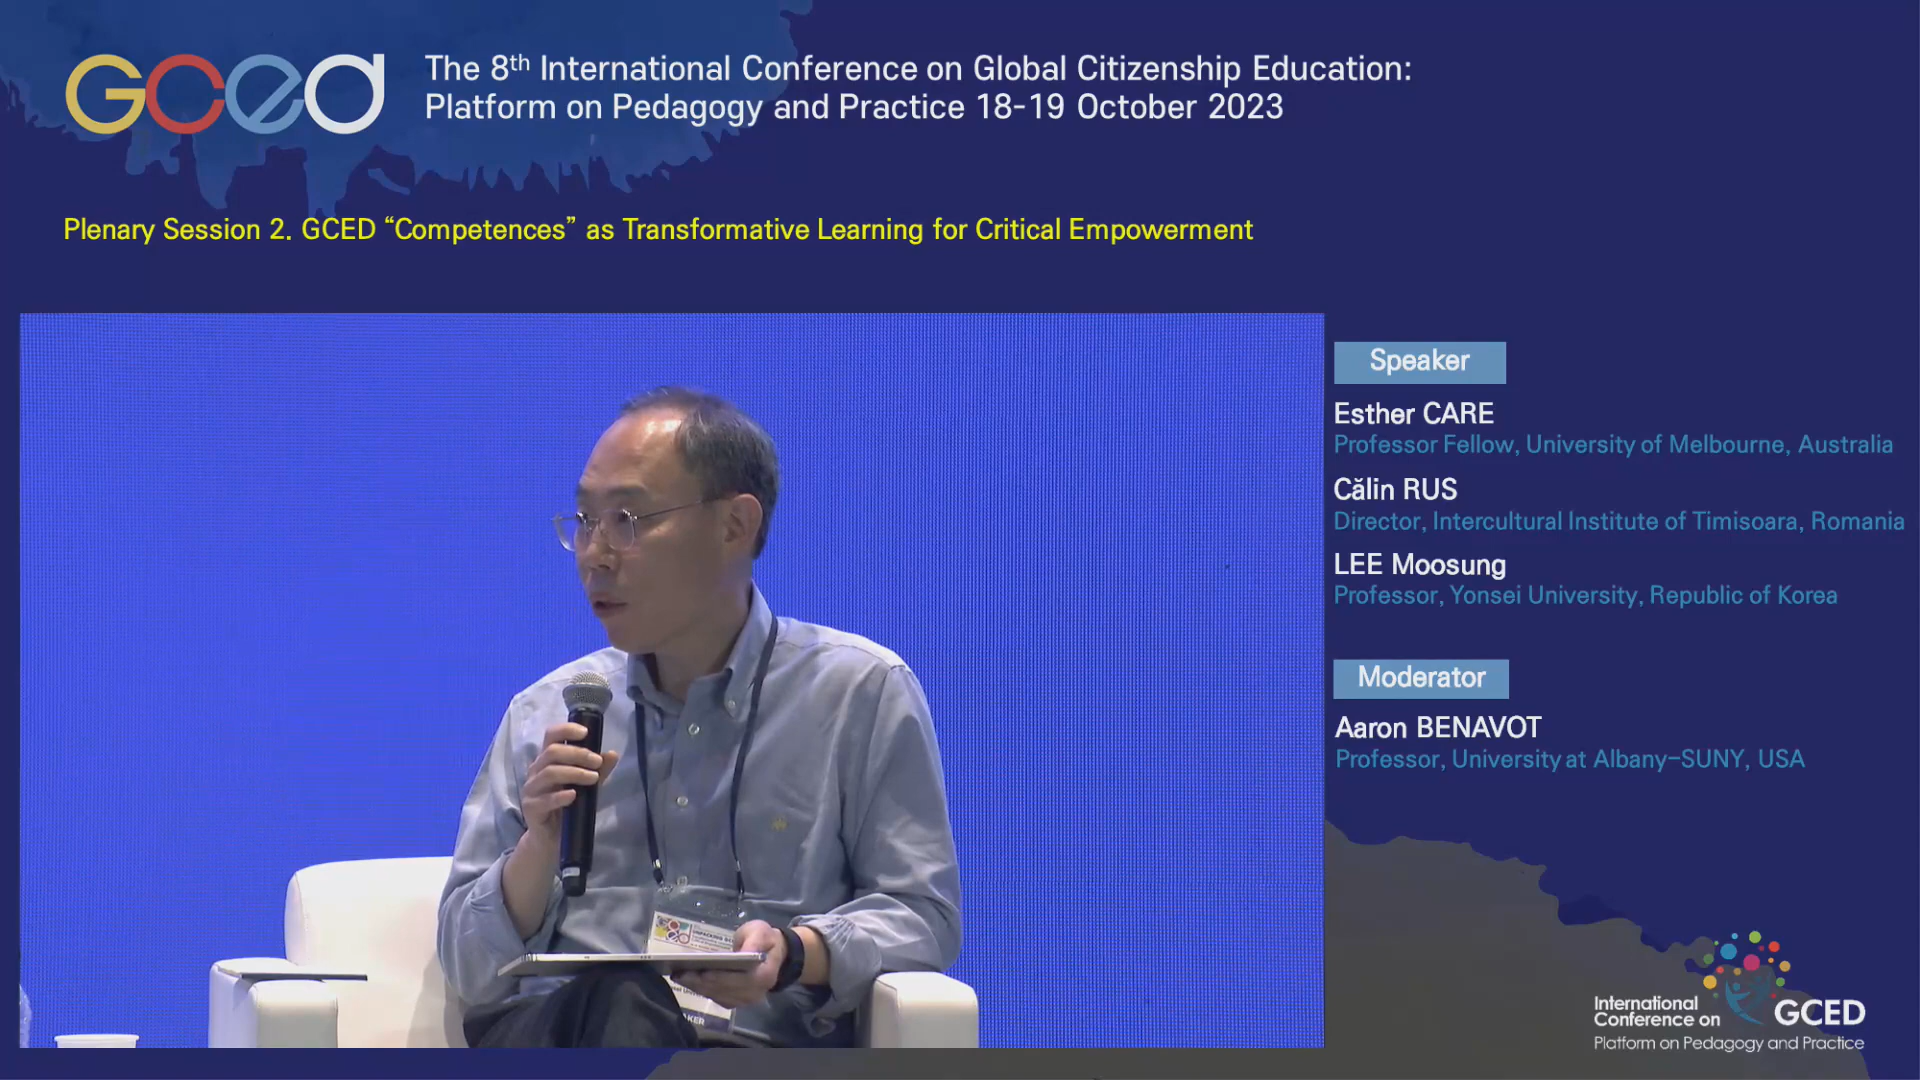 GCed
The 8th International Conference on Global Citizenship Education:
Platform on Pedagogy and Practice 18-19 October 2023
Plenary Session 2. GCED “Competences” as Transformative Learning for Critical Empowerment
Speaker
Esther CARE
Professor Fellow, University of Melbourne, Australia
Călin RUS
Director, Intercultural Institute of Timisoara, Romania
LEE Moosung
Professor, Yonsei University, Republic of Korea
Moderator
Aaron BENAVOT
Professor, University at Albany-SUNY, USA
UNPACKING
International
Conference on GCED
Platform on Pedagogy and Practice